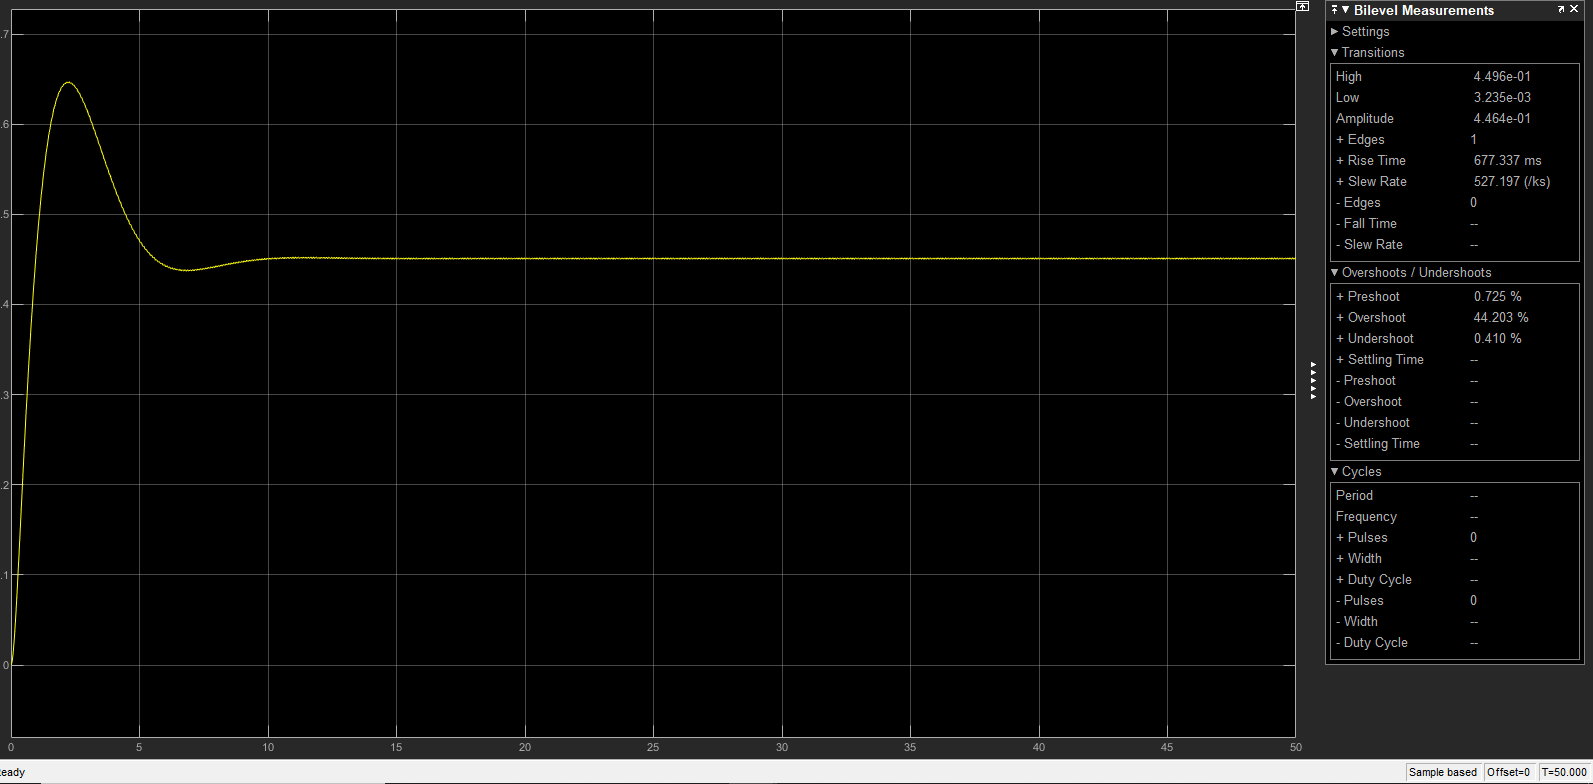 .7
.6
.5
.4
.3
.2
.1
0
0 5 10 15 20 25 30 35 40 45 50
Bilevel Measurements
Settings
Transitions
High 4.496e-01
Low 3.235e-03
Amplitude 4.464e-01
+ Edges 1
+ Rise Time 677.337 ms
+ Slew Rate 527.197 (/ks)
- Edges 0
- Fall Time --
- Slew Rate --
Overshoots / Undershoots
+ Preshoot 0.725 %
+ Overshoot 44.203 %
+ Undershoot 0.410 %
+ Settling Time --
- Preshoot --
- Overshoot --
- Undershoot --
- Settling Time --
Cycles
Period --
Frequency --
+ Pulses 0
+ Width --
+ Duty Cycle --
- Pulses 0
- Width --
- Duty Cycle --
eady Sample based Offset=0 T=50.000